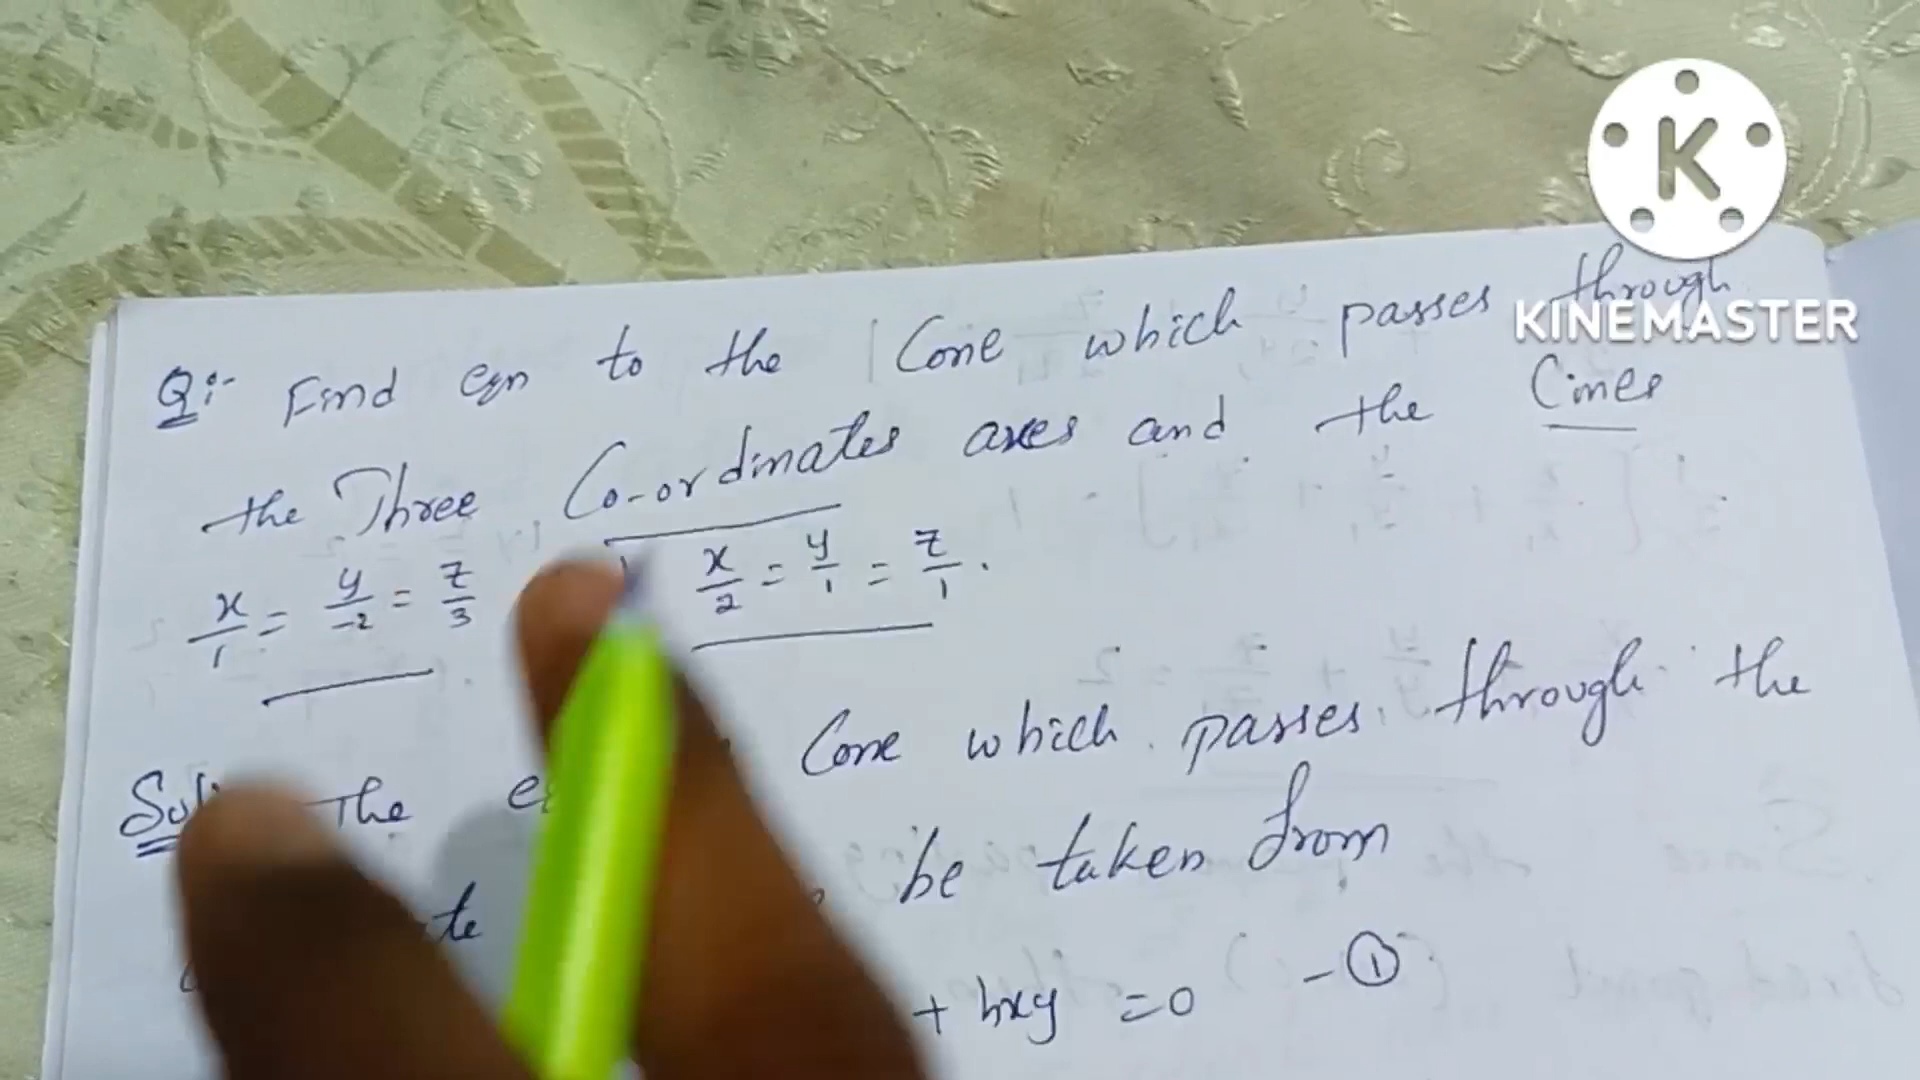 K
KINEMASTER
Q:- Find eqn to the Cone which passes through
the Three Co-ordinates axes and the Lines
x/1 = y/-2 = z/3 x/2 = y/1 = z/1.
The Cone which passes through the
be taken from
+ hxy = 0 - ①